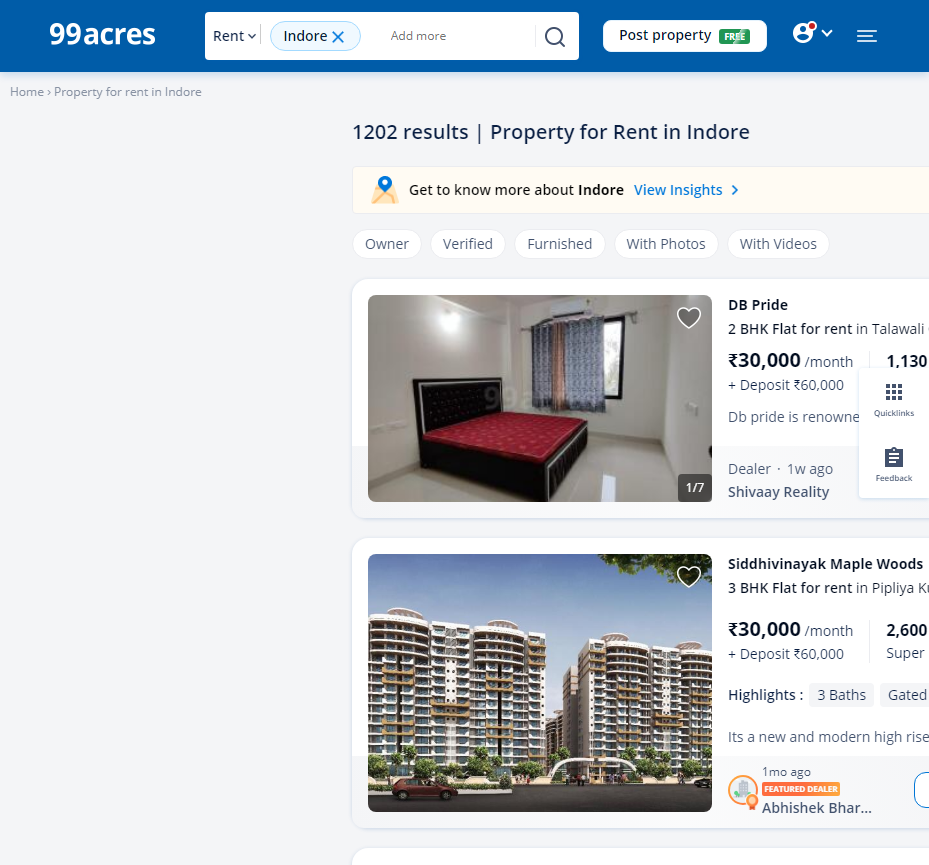 99acres
Rent
Indore
Add more
Post property FREE
Home › Property for rent in Indore
1202 results | Property for Rent in Indore
Get to know more about Indore View Insights
Owner
Verified
Furnished
With Photos
With Videos
DB Pride
2 BHK Flat for rent in Talawali
₹30,000 /month
1,130
+ Deposit ₹60,000
Quicklinks
Db pride is renowne
Dealer · 1w ago
Feedback
1/7
Shivaay Reality
Siddhivinayak Maple Woods
3 BHK Flat for rent in Pipliya Ku
₹30,000 /month
2,600
+ Deposit ₹60,000
Super
Highlights :
3 Baths
Gated
Its a new and modern high rise
1mo ago
FEATURED DEALER
Abhishek Bhar...